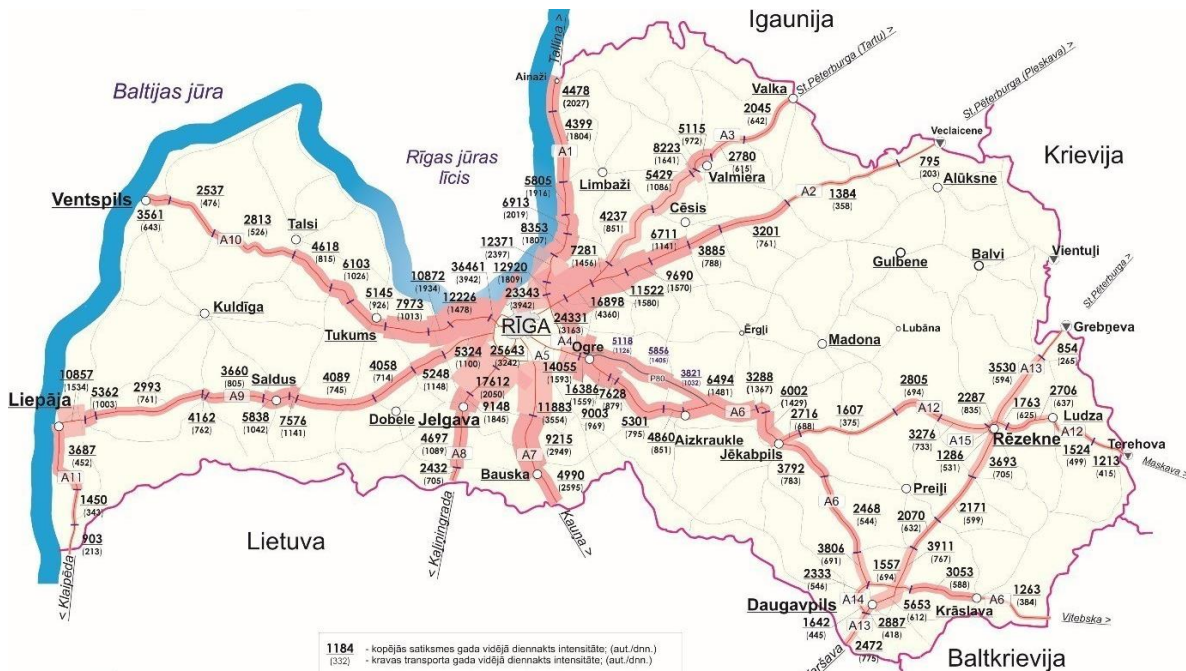 Igaunija
Tallina >
St.Pēterburga (Tartu) >
St.Pēterburga (Pleskava) >
Ainaži
Valka
4478
(2027)
2045
(642)
Baltijas jūra
4399
(1804)
5115
(972)
A3
Veclaicene
A1
8223
(1641)
2780
(615)
795
(203)
Krievija
Rīgas jūras
līcis
Limbaži
5429
(1086)
Valmiera
A2
1384
(358)
Alūksne
5805
(1916)
Ventspils
2537
(476)
6913
(2019)
4237
(851)
Cēsis
3561
(643)
2813
(526)
Talsi
8353
(1807)
6711
(1141)
3201
(761)
A10
4618
(815)
12371
(2397)
7281
(1456)
3885
(788)
Gulbene
Balvi
Vientuļi
6103
(1026)
10872
(1934)
36461
(3942)
12920
(1809)
9690
(1570)
St.Pēterburga >
5145
(926)
7973
(1013)
12226
(1478)
23343
(3942)
16898
(4360)
11522
(1580)
Kuldīga
Tukums
RĪGA
24331
(3163)
Ērgļi
Lubāna
Grebņeva
A4
Ogre
5118
(1126)
5856
(1405)
Madona
854
(265)
5324
(1100)
25643
(3242)
A5
14055
(1593)
P80
3821
(1032)
3530
(594)
A13
10857
(1534)
5362
(1003)
2993
(761)
3660
(805)
Saldus
4089
(745)
4058
(714)
5248
(1148)
17612
(2050)
16386
(1559)
7628
(879)
6494
(1481)
3288
(1367)
6002
(1429)
2805
(694)
2287
(835)
1763
(625)
2706
(637)
Liepāja
A9
4162
(762)
5838
(1042)
7576
(1141)
Dobele
Jelgava
9148
(1845)
11883
(3554)
9003
(969)
5301
(795)
A6
2716
(688)
1607
(375)
A12
Ludza
4860
(851)
Aizkraukle
Jēkabpils
3276
(733)
A15
Rēzekne
A12
Terehova
3687
(452)
4697
(1089)
9215
(2949)
1286
(531)
3693
(705)
1524
(499)
1213
(415)
Maskava >
A11
2432
(705)
A8
A7
Bauska
4990
(2595)
3792
(783)
Preiļi
1450
(343)
A6
2468
(544)
2070
(632)
2171
(599)
903
(213)
Lietuva
< Kaļiningrada
Kauņa >
3806
(691)
1557
(694)
3911
(767)
3053
(588)
< Klaipēda
2333
(546)
A14
1263
(384)
Daugavpils
5653
(612)
Krāslava
A6
Vitebska >
1642
(445)
A13
2887
(418)
2472
(775)
Baltkrievija
1184
(332)
- kopējās satiksmes gada vidējā diennakts intensitāte; (aut./dnn.)
- kravas transporta gada vidējā diennakts intensitāte; (aut./dnn.)